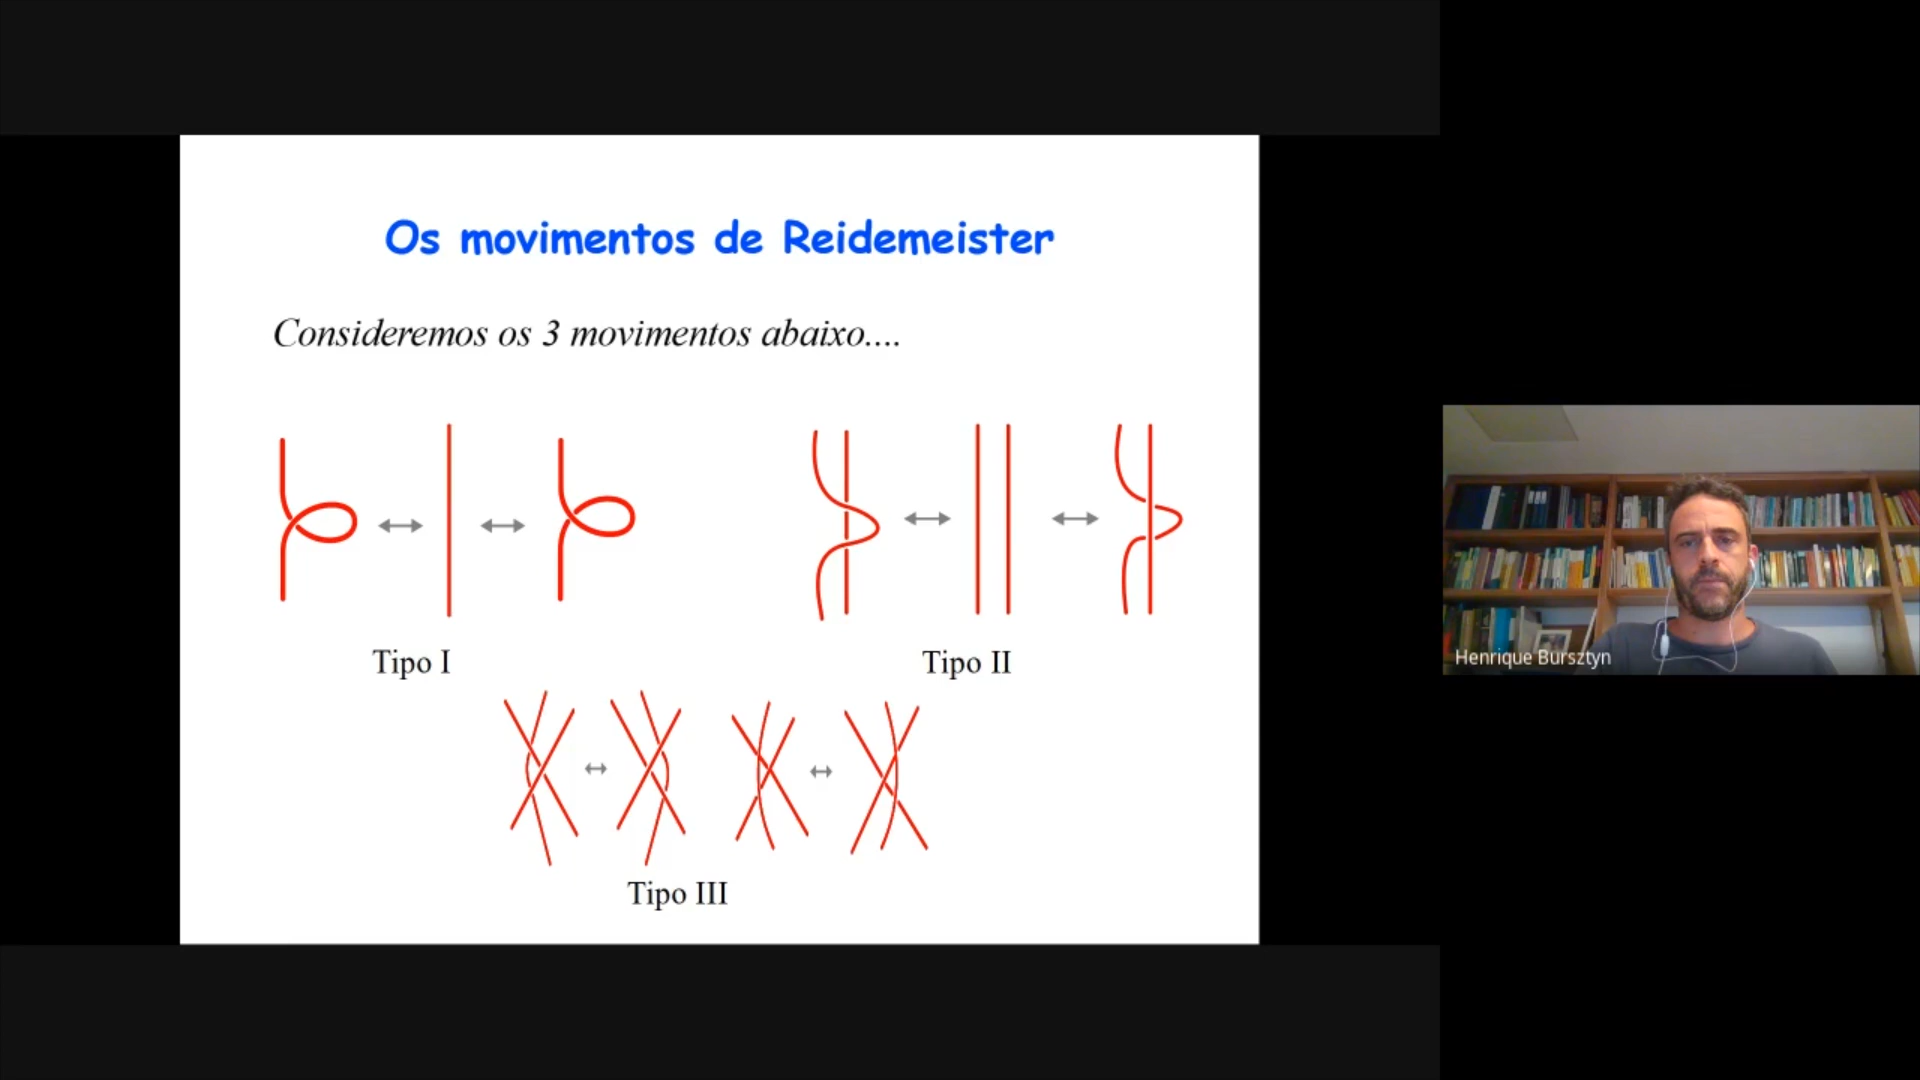 Os movimentos de Reidemeister
Consideremos os 3 movimentos abaixo....
Tipo I
Tipo II
Tipo III
Henrique Bursztyn